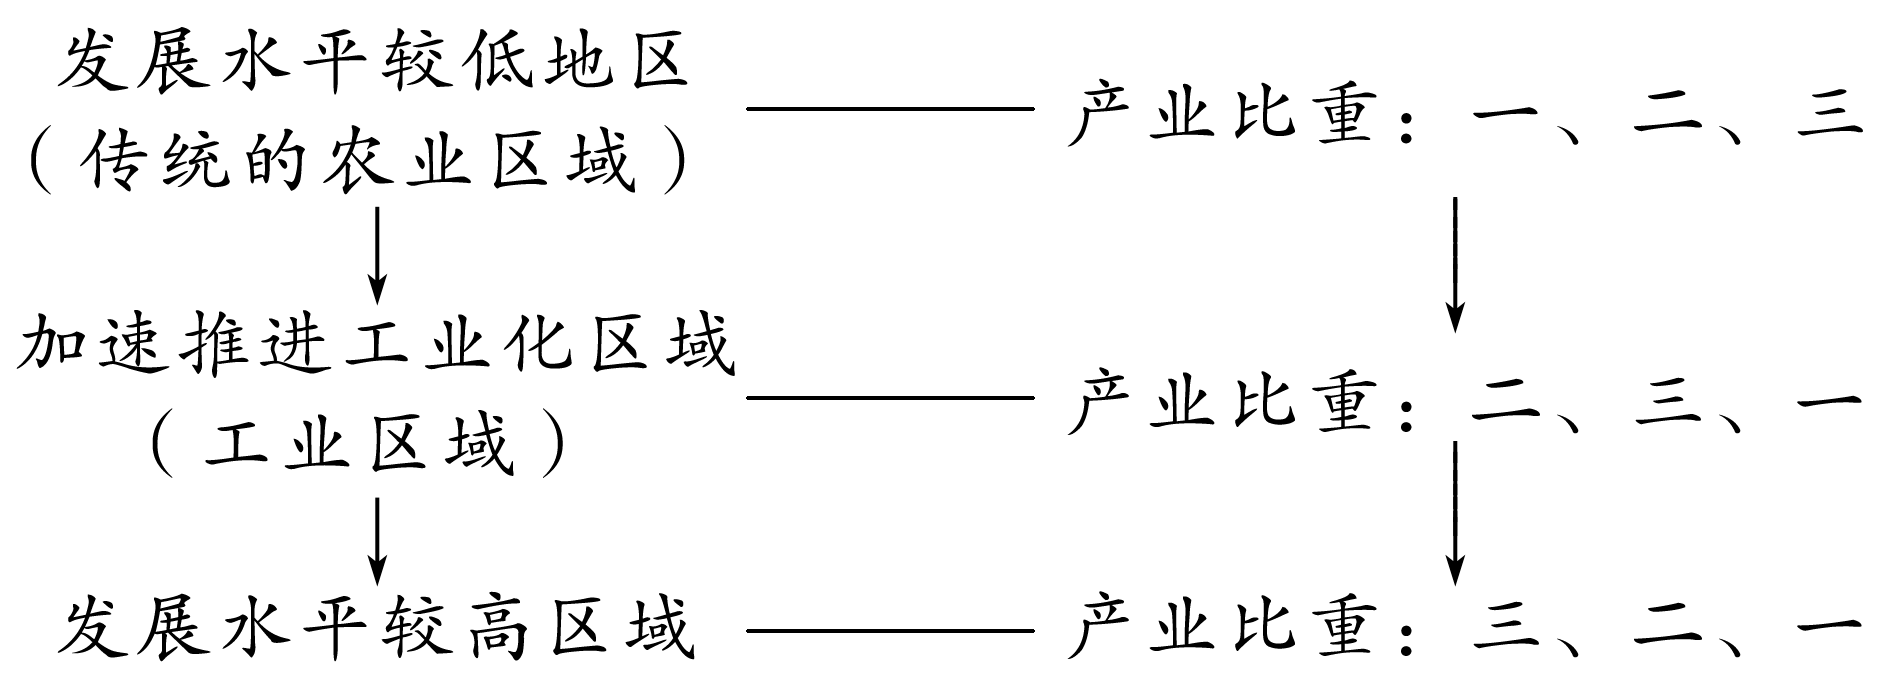 发展水平较低地区
(传统的农业区域)
产业比重：一、二、三
加速推进工业化区域
(工业区域)
产业比重：二、三、一
发展水平较高区域
产业比重：三、二、一